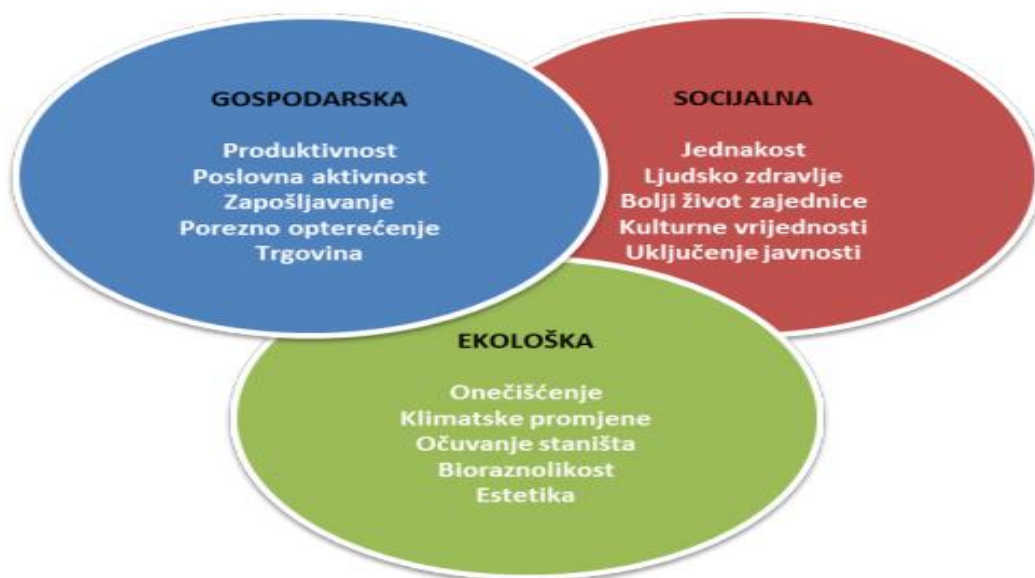 GOSPODARSKA
Produktivnost
Poslovna aktivnost
Zapošljavanje
Porezno opterećenje
Trgovina
SOCIJALNA
Jednakost
Ljudsko zdravlje
Bolji život zajednice
Kulturne vrijednosti
Uključenje javnosti
EKOLOŠKA
Onečišćenje
Klimatske promjene
Očuvanje staništa
Bioraznolikost
Estetika